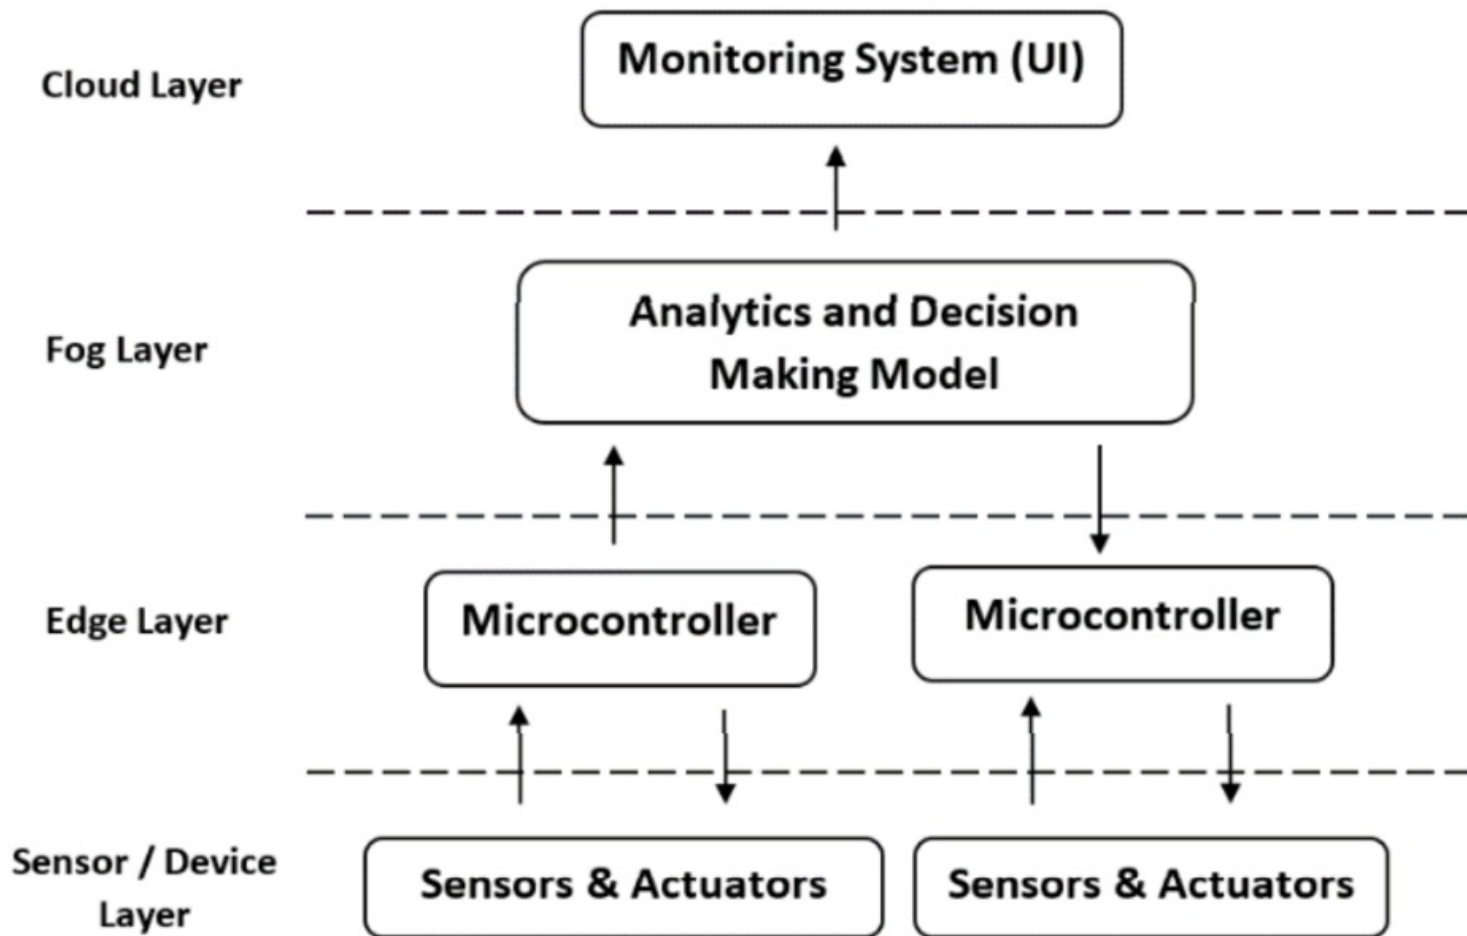 Cloud Layer
Monitoring System (UI)
Fog Layer
Analytics and Decision
Making Model
Edge Layer
Microcontroller
Microcontroller
Sensor / Device
Layer
Sensors & Actuators
Sensors & Actuators